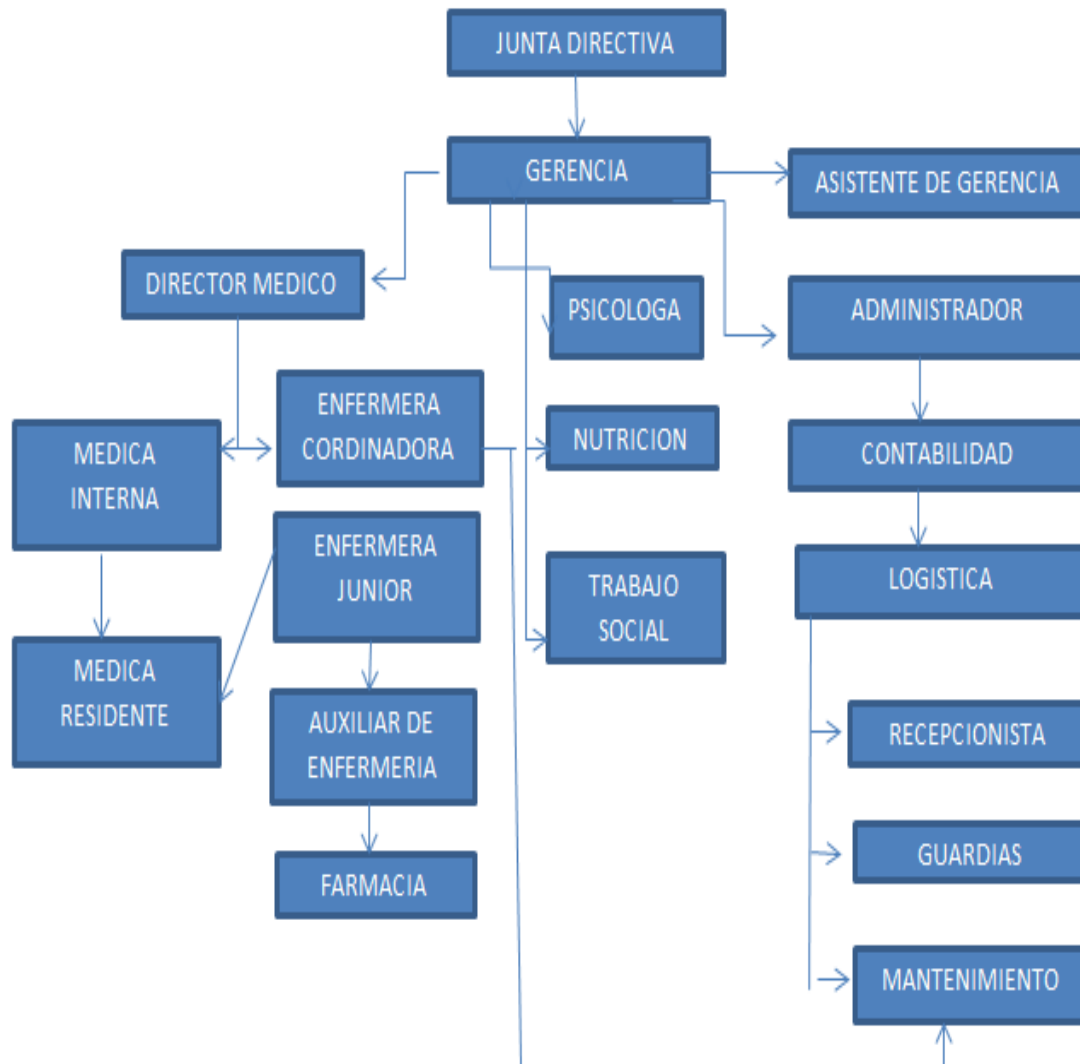 JUNTA DIRECTIVA
GERENCIA
ASISTENTE DE GERENCIA
DIRECTOR MEDICO
PSICOLOGA
ADMINISTRADOR
ENFERMERA
CORDINADORA
MEDICA
INTERNA
NUTRICION
CONTABILIDAD
ENFERMERA
JUNIOR
LOGISTICA
TRABAJO
SOCIAL
MEDICA
RESIDENTE
AUXILIAR DE
ENFERMERIA
RECEPCIONISTA
FARMACIA
GUARDIAS
MANTENIMIENTO